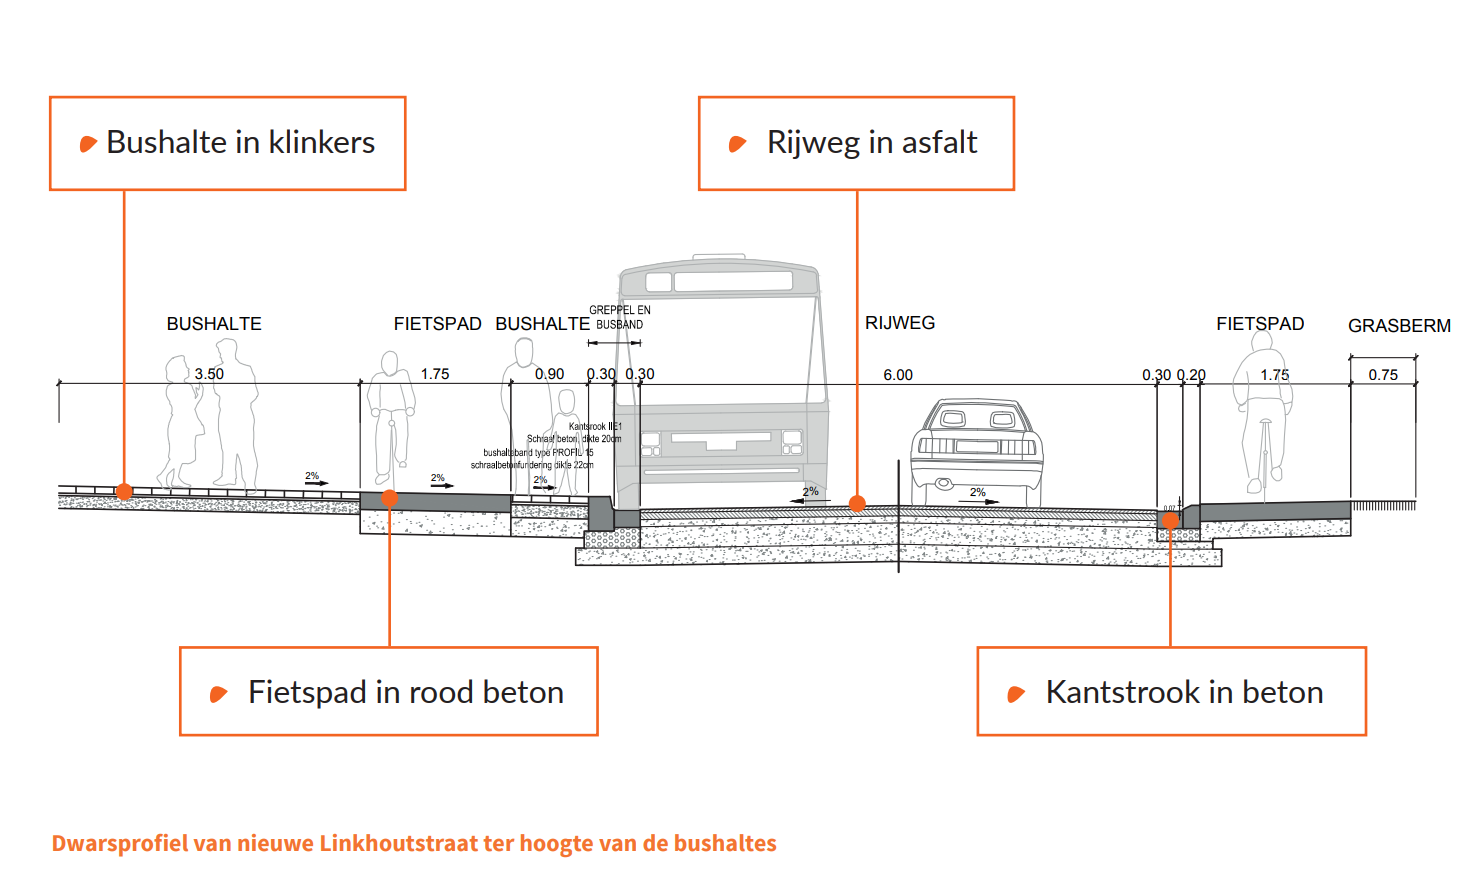 Bushalte in klinkers
Rijweg in asfalt
GREPPEL EN
BUSBAND
BUSHALTE
FIETSPAD
BUSHALTE
RIJWEG
FIETSPAD
GRASBERM
3.50
1.75
0.90
0.30
0.30
6.00
0.30
0.20
1.75
0.75
Kantsrook IIE1
Schraal beton, dikte 20cm
bushalteband type PROFIL 15
schraalbetonfundering dikte 22cm
2%
2%
2%
2%
2%
Fietspad in rood beton
Kantstrook in beton
Dwarsprofiel van nieuwe Linkhoutstraat ter hoogte van de bushaltes